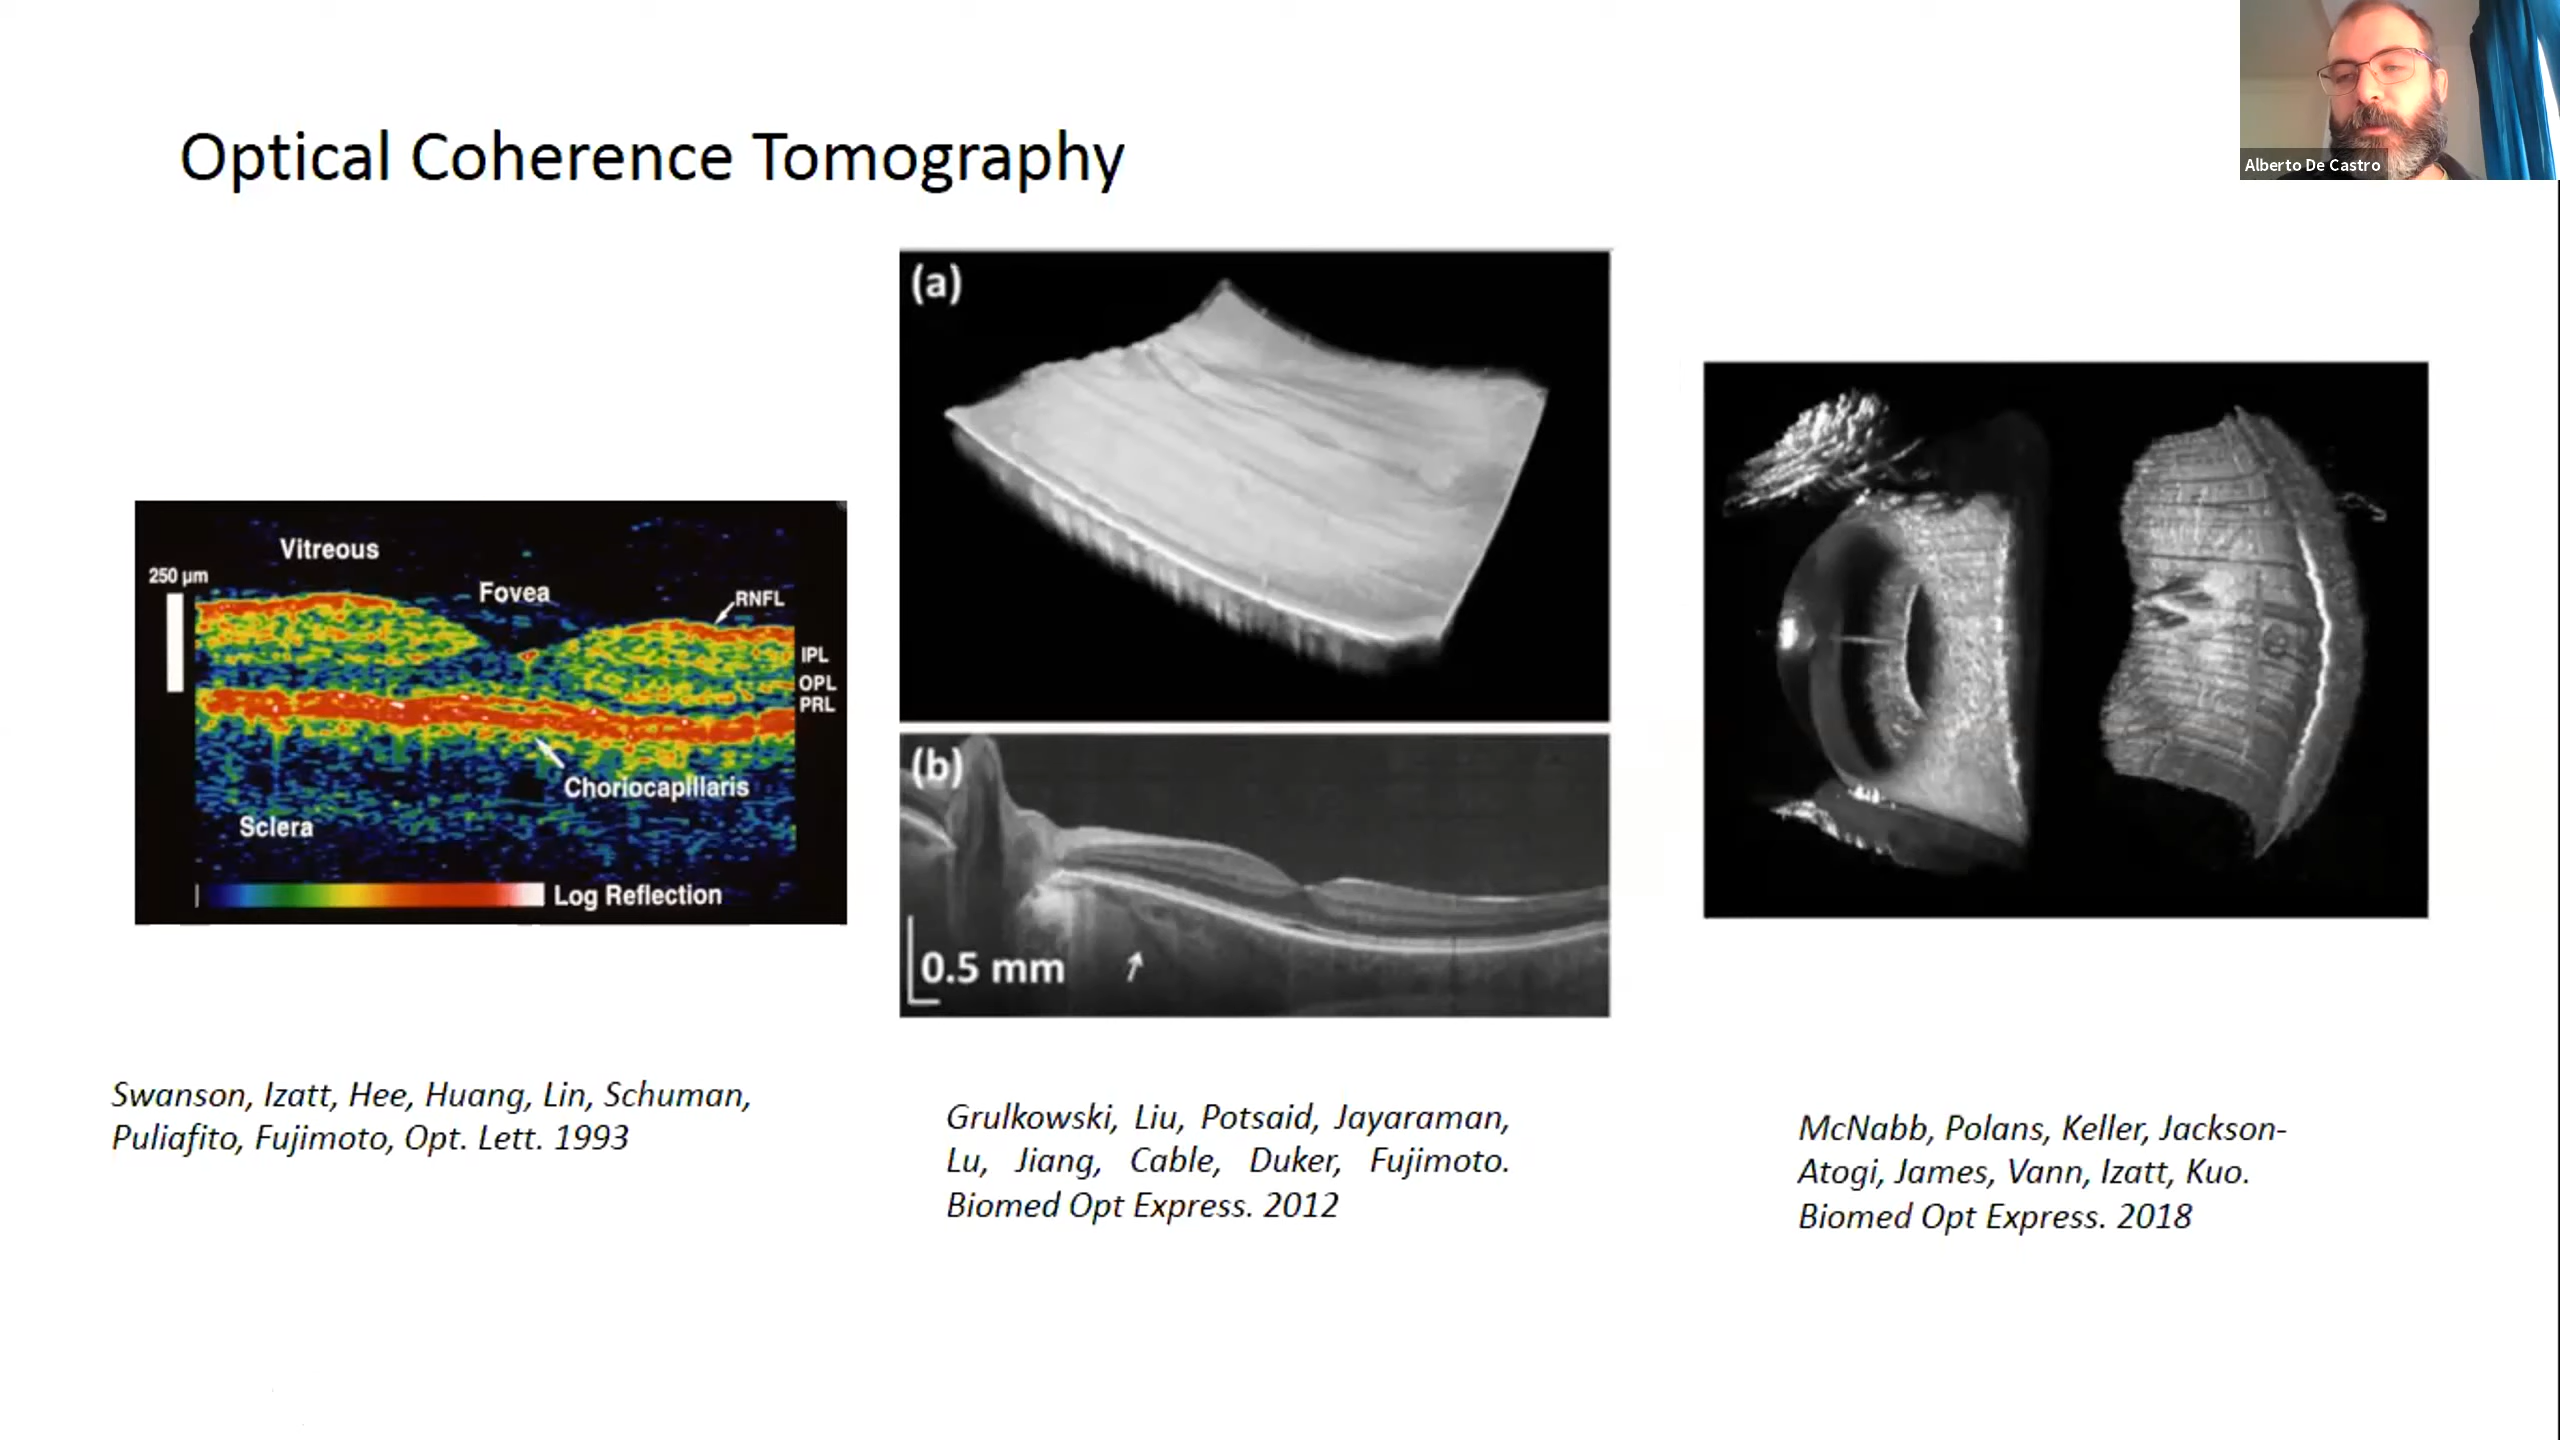 Alberto De Castro
Optical Coherence Tomography
Vitreous
250 µm
Fovea
RNFL
IPL
OPL
PRL
Choriocapillaris
Sclera
Log Reflection
(a)
(b)
0.5 mm
Swanson, Izatt, Hee, Huang, Lin, Schuman,
Puliafito, Fujimoto, Opt. Lett. 1993
Grulkowski, Liu, Potsaid, Jayaraman,
Lu, Jiang, Cable, Duker, Fujimoto.
Biomed Opt Express. 2012
McNabb, Polans, Keller, Jackson-
Atogi, James, Vann, Izatt, Kuo.
Biomed Opt Express. 2018